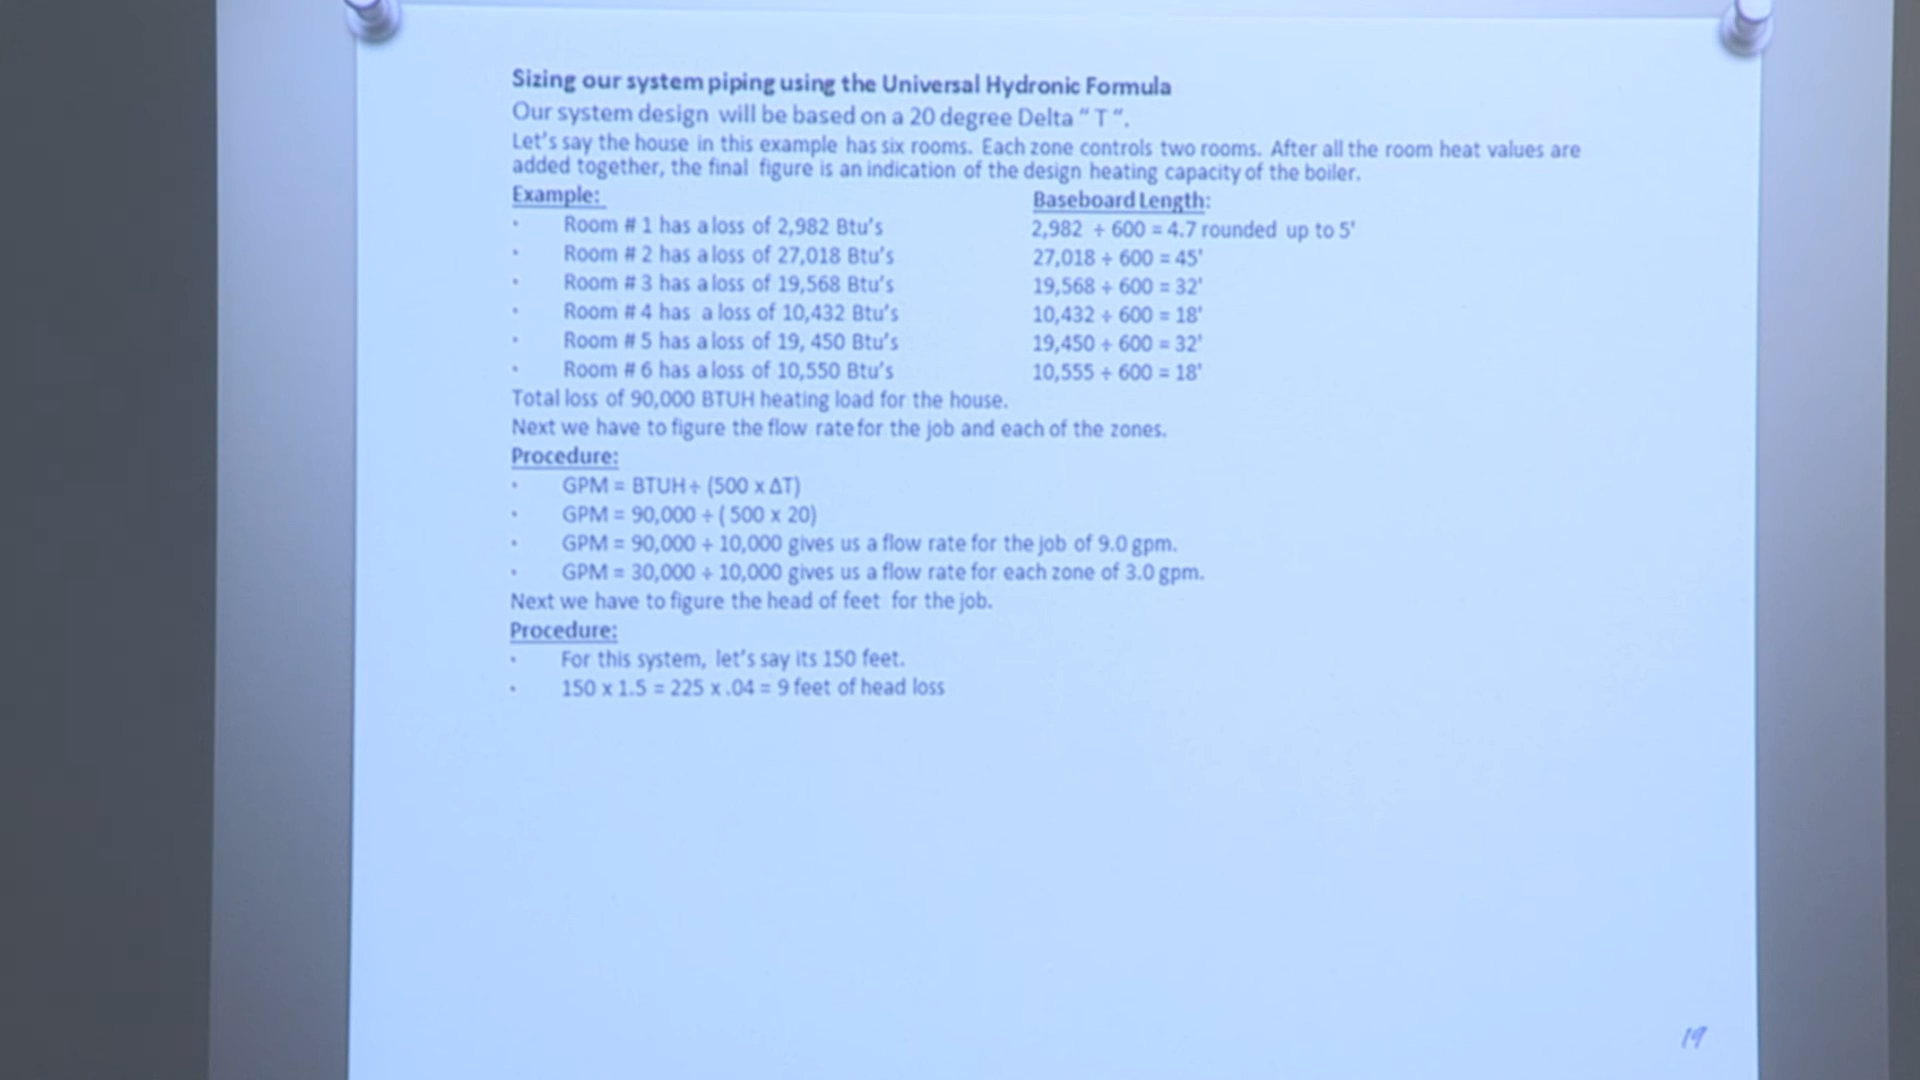 Sizing our system piping using the Universal Hydronic Formula
Our system design will be based on a 20 degree Delta “ T “.
Let’s say the house in this example has six rooms. Each zone controls two rooms. After all the room heat values are
added together, the final figure is an indication of the design heating capacity of the boiler.
Example: Baseboard Length:
• Room # 1 has a loss of 2,982 Btu’s 2,982 ÷ 600 = 4.7 rounded up to 5'
• Room # 2 has a loss of 27,018 Btu’s 27,018 ÷ 600 = 45'
• Room # 3 has a loss of 19,568 Btu’s 19,568 ÷ 600 = 32'
• Room # 4 has a loss of 10,432 Btu’s 10,432 ÷ 600 = 18'
• Room # 5 has a loss of 19, 450 Btu’s 19,450 ÷ 600 = 32'
• Room # 6 has a loss of 10,550 Btu’s 10,555 ÷ 600 = 18'
Total loss of 90,000 BTUH heating load for the house.
Next we have to figure the flow rate for the job and each of the zones.
Procedure:
• GPM = BTUH ÷ (500 x ΔT)
• GPM = 90,000 ÷ ( 500 x 20)
• GPM = 90,000 ÷ 10,000 gives us a flow rate for the job of 9.0 gpm.
• GPM = 30,000 ÷ 10,000 gives us a flow rate for each zone of 3.0 gpm.
Next we have to figure the head of feet for the job.
Procedure:
• For this system, let’s say its 150 feet.
• 150 x 1.5 = 225 x .04 = 9 feet of head loss
19